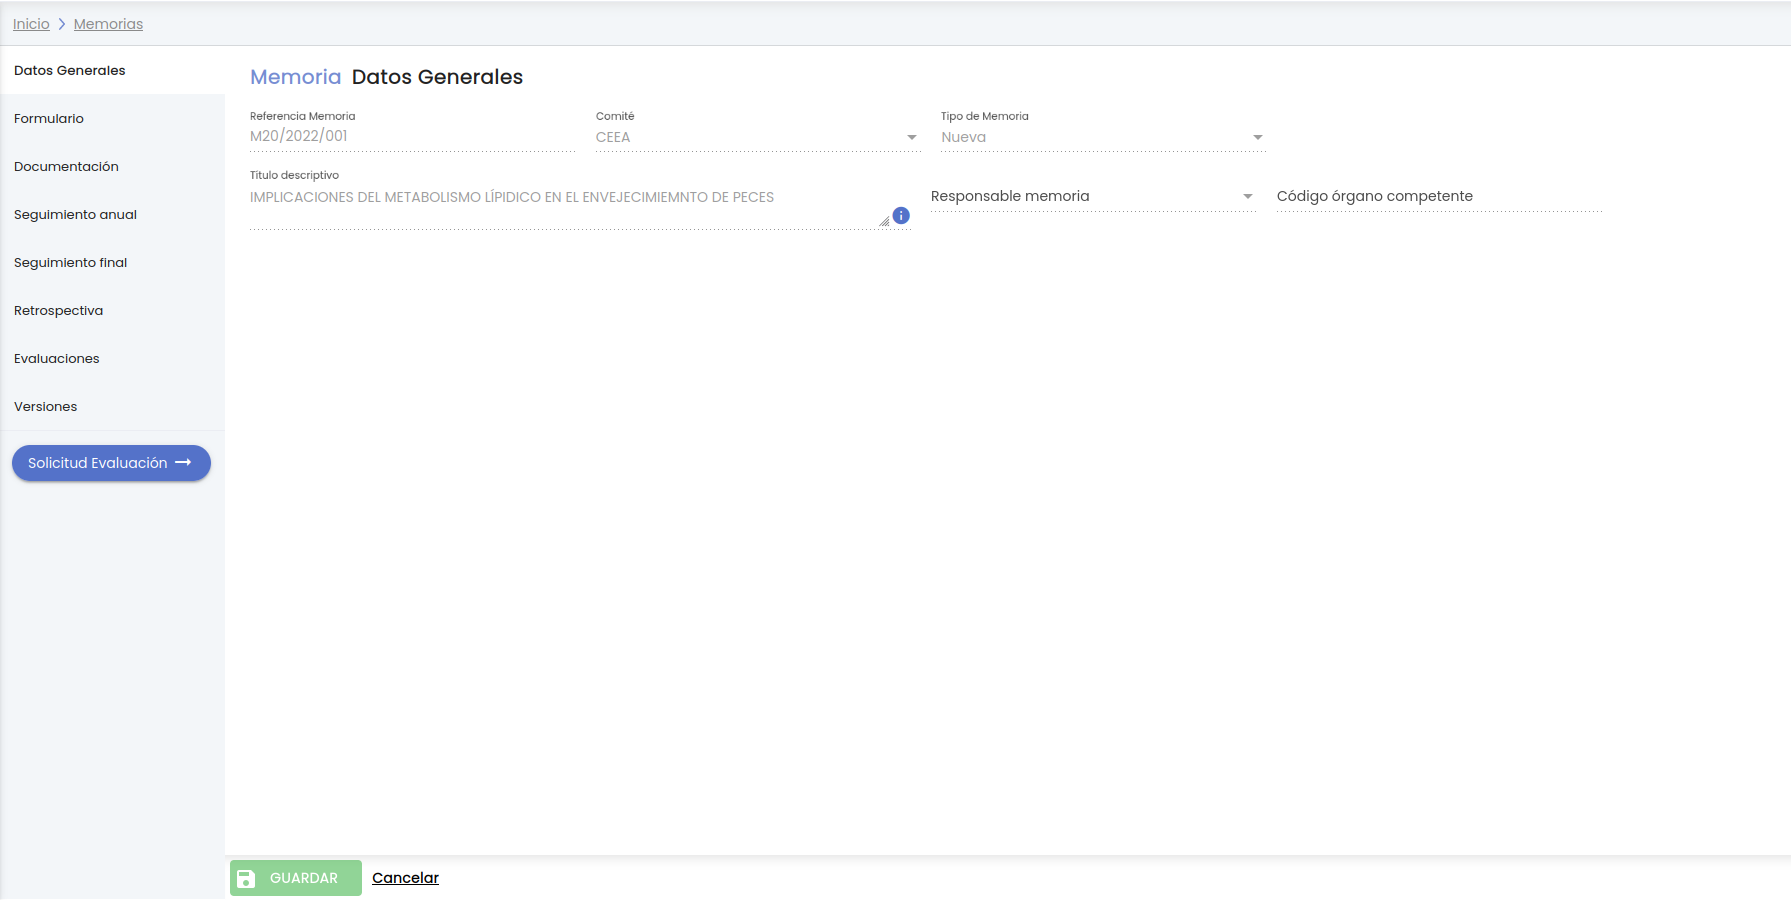 Inicio > Memorias
Datos Generales
Formulario
Documentación
Seguimiento anual
Seguimiento final
Retrospectiva
Evaluaciones
Versiones
Solicitud Evaluación →
Memoria Datos Generales
Referencia Memoria
M20/2022/001
Comité
CEEA
Tipo de Memoria
Nueva
Título descriptivo
IMPLICACIONES DEL METABOLISMO LÍPIDICO EN EL ENVEJECIMIEMNTO DE PECES
Responsable memoria
Código órgano competente
GUARDAR
Cancelar